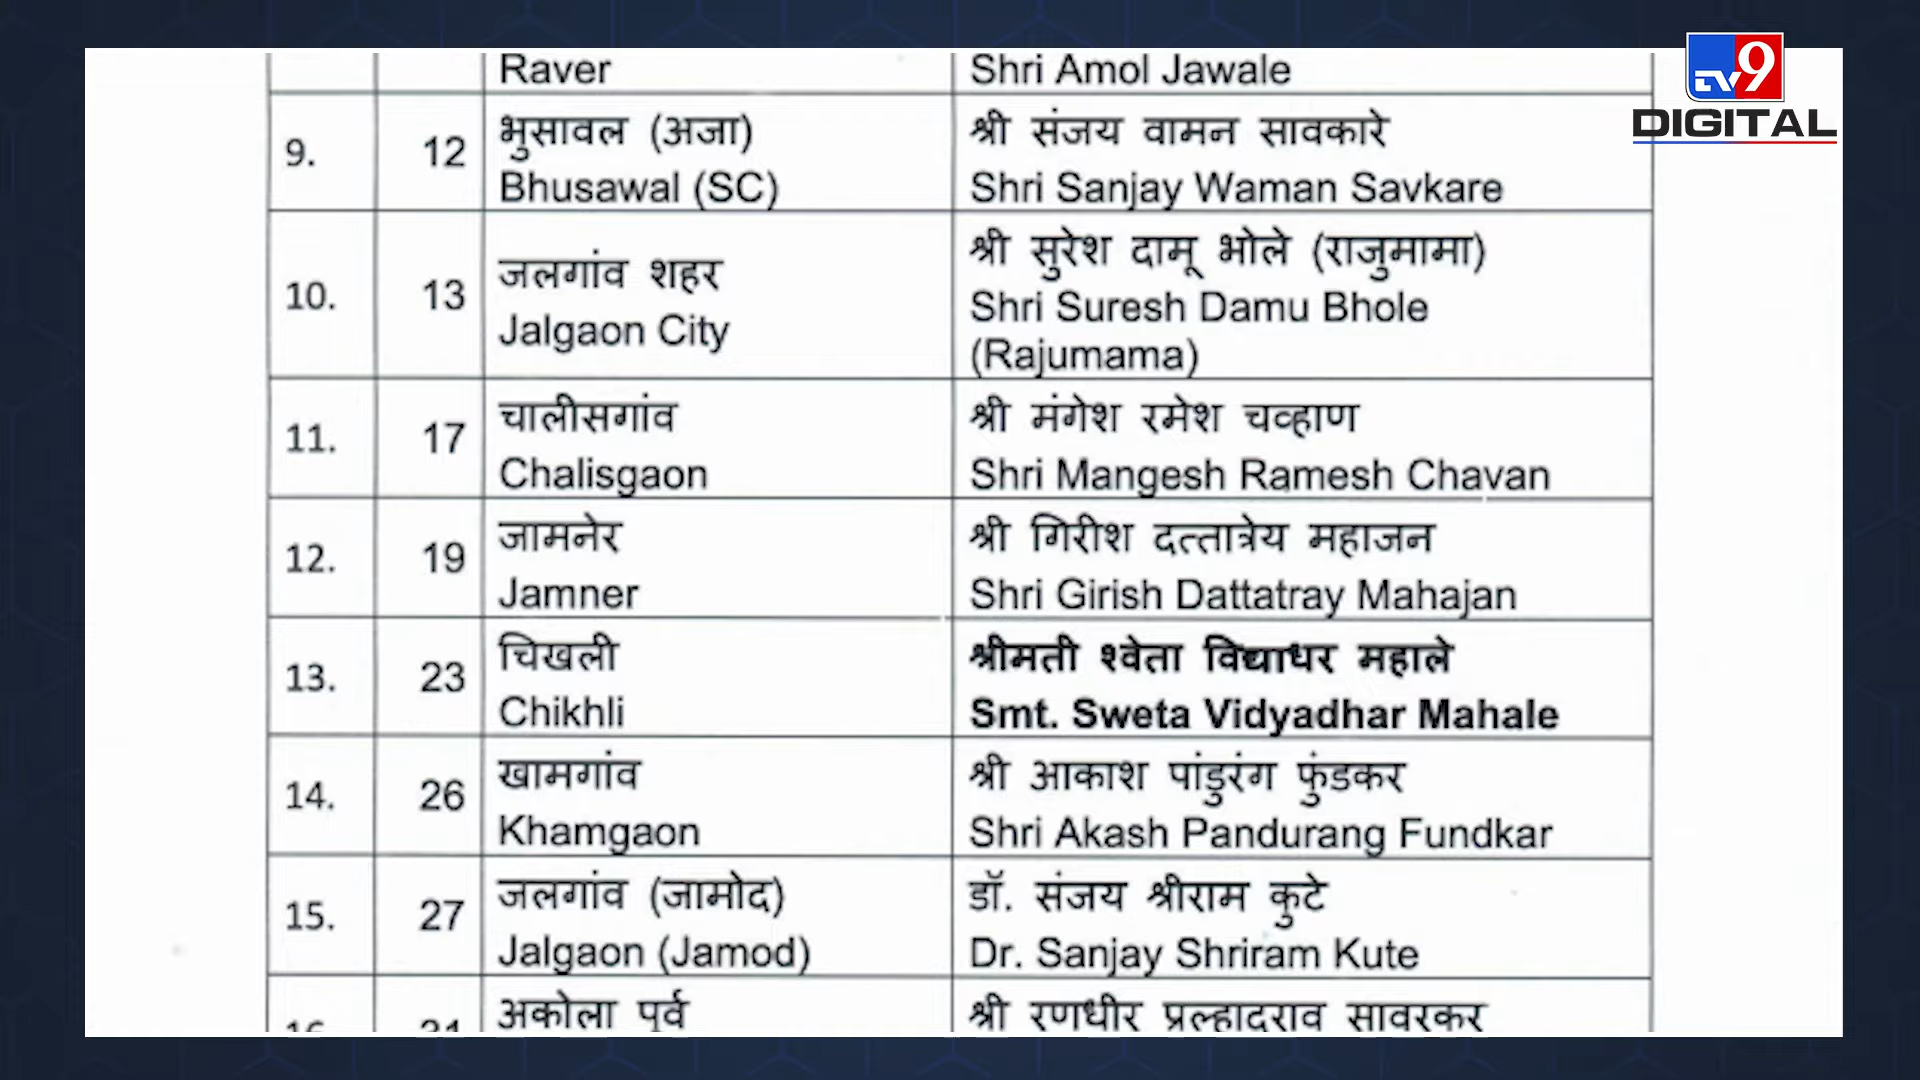 Raver
Shri Amol Jawale
TV9
DIGITAL
9.
12
भुसावल (अजा)
Bhusawal (SC)
श्री संजय वामन सावकारे
Shri Sanjay Waman Savkare
10.
13
जलगांव शहर
Jalgaon City
श्री सुरेश दामू भोले (राजुमामा)
Shri Suresh Damu Bhole
(Rajumama)
11.
17
चालीसगांव
Chalisgaon
श्री मंगेश रमेश चव्हाण
Shri Mangesh Ramesh Chavan
12.
19
जामनेर
Jamner
श्री गिरीश दत्तात्रेय महाजन
Shri Girish Dattatray Mahajan
13.
23
चिखली
Chikhli
श्रीमती श्वेता विद्याधर महाले
Smt. Sweta Vidyadhar Mahale
14.
26
खामगांव
Khamgaon
श्री आकाश पांडुरंग फुंडकर
Shri Akash Pandurang Fundkar
15.
27
जलगांव (जामोद)
Jalgaon (Jamod)
डॉ. संजय श्रीराम कुटे
Dr. Sanjay Shriram Kute
अकोला पूर्व
श्री रणधीर प्रल्हादराव सावरकर